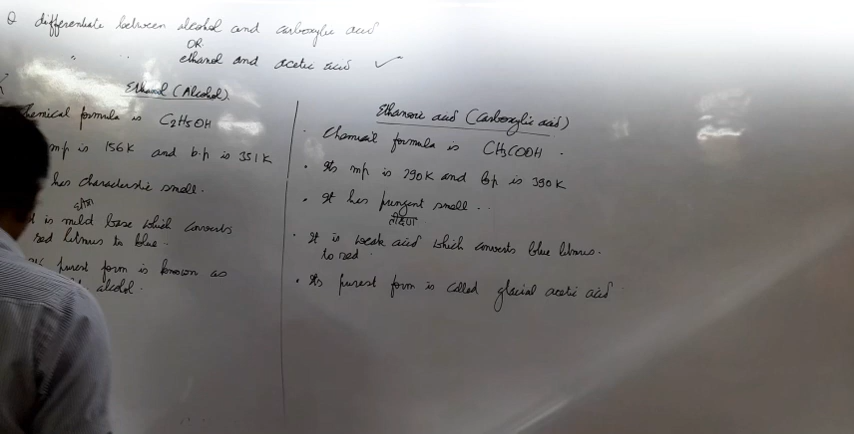 Q differentiate between alcohol and carboxylic acid
OR
" " ethanol and acetic acid ✓
Ethanol (Alcohol)
hemical formula is C2H5OH
mp is 156K and b.p is 351K
has characterstic smell.
t is mild base which converts
red litmus to blue.
purest form is known as
alcohol.
Ethanoic acid (Carboxylic acid)
· Chemical formula is CH3COOH.
· Its mp is 290K and b.p is 390K
· It has pungent smell..
तीक्ष्ण
· It is weak acid which converts blue litmus.
to red.
· Its purest form is called glacial acetic acid